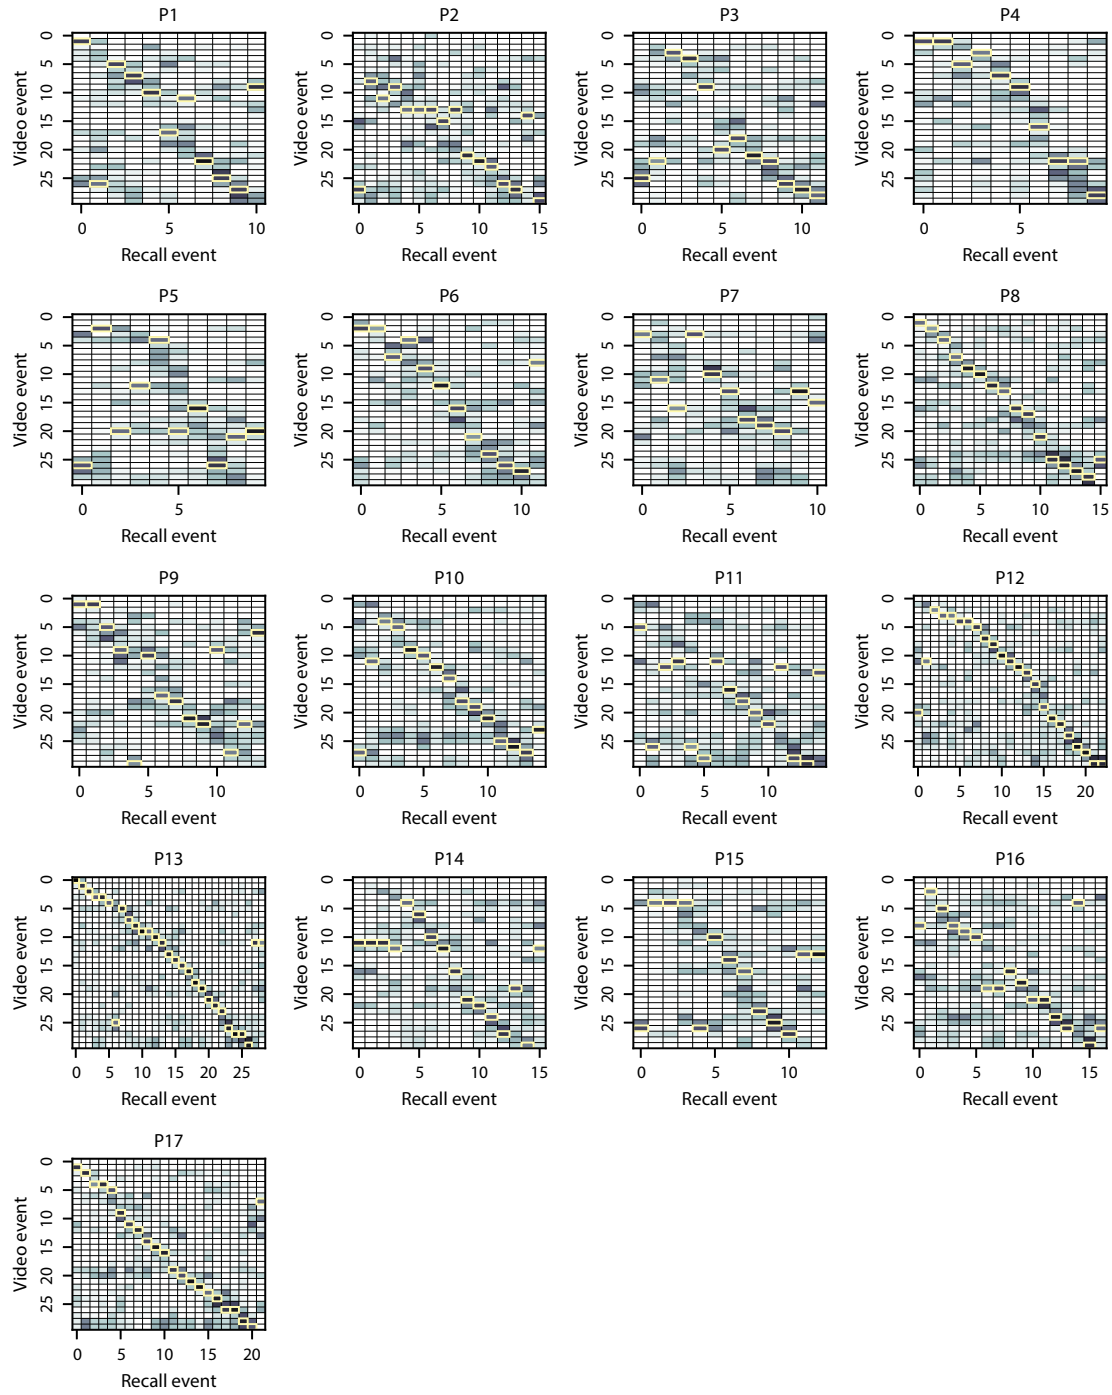 P1 P2 P3 P4
0 0 0 0
5 5 5 5
10 10 10 10
15 15 15 15
20 20 20 20
25 25 25 25
Video event Video event Video event Video event
0 5 10 0 5 10 15 0 5 10 0 5
Recall event Recall event Recall event Recall event
P5 P6 P7 P8
0 0 0 0
5 5 5 5
10 10 10 10
15 15 15 15
20 20 20 20
25 25 25 25
Video event Video event Video event Video event
0 5 0 5 10 0 5 10 0 5 10 15
Recall event Recall event Recall event Recall event
P9 P10 P11 P12
0 0 0 0
5 5 5 5
10 10 10 10
15 15 15 15
20 20 20 20
25 25 25 25
Video event Video event Video event Video event
0 5 10 0 5 10 0 5 10 0 5 10 15 20
Recall event Recall event Recall event Recall event
P13 P14 P15 P16
0 0 0 0
5 5 5 5
10 10 10 10
15 15 15 15
20 20 20 20
25 25 25 25
Video event Video event Video event Video event
0 5 10 15 20 25 0 5 10 15 0 5 10 0 5 10 15
Recall event Recall event Recall event Recall event
P17
0
5
10
15
20
25
Video event
0 5 10 15 20
Recall event